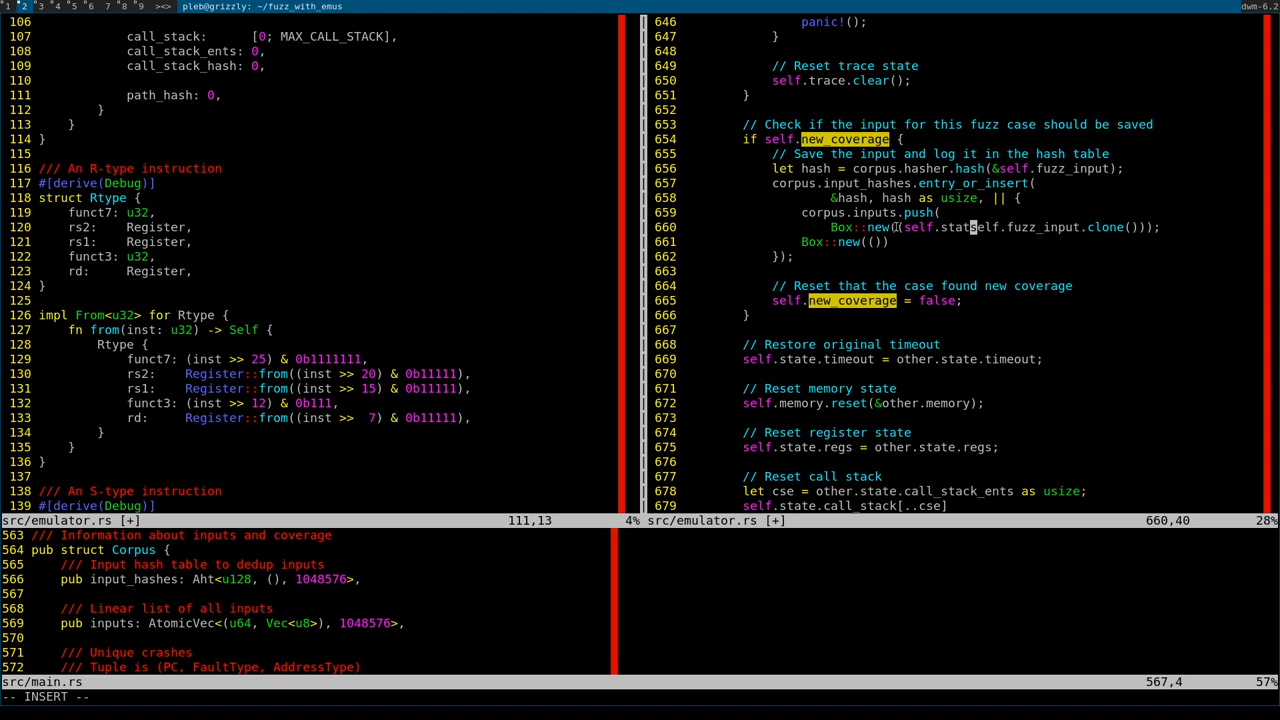 1 2 3 4 5 6 7 8 9 ><> pleb@grizzly: ~/fuzz_with_emus dwm-6.2
106
107             call_stack:      [0; MAX_CALL_STACK],
108             call_stack_ents: 0,
109             call_stack_hash: 0,
110
111             path_hash: 0,
112         }
113     }
114 }
115
116 /// An R-type instruction
117 #[derive(Debug)]
118 struct Rtype {
119     funct7: u32,
120     rs2:    Register,
121     rs1:    Register,
122     funct3: u32,
123     rd:     Register,
124 }
125
126 impl From<u32> for Rtype {
127     fn from(inst: u32) -> Self {
128         Rtype {
129             funct7: (inst >> 25) & 0b1111111,
130             rs2:    Register::from((inst >> 20) & 0b11111),
131             rs1:    Register::from((inst >> 15) & 0b11111),
132             funct3: (inst >> 12) & 0b111,
133             rd:     Register::from((inst >>  7) & 0b11111),
134         }
135     }
136 }
137
138 /// An S-type instruction
139 #[derive(Debug)]
src/emulator.rs [+] 111,13 4%
646                 panic!();
647             }
648
649             // Reset trace state
650             self.trace.clear();
651         }
652
653         // Check if the input for this fuzz case should be saved
654         if self.new_coverage {
655             // Save the input and log it in the hash table
656             let hash = corpus.hasher.hash(&self.fuzz_input);
657             corpus.input_hashes.entry_or_insert(
658                     &hash, hash as usize, || {
659                 corpus.inputs.push(
660                     Box::new((self.statself.fuzz_input.clone()));
661                 Box::new(())
662             });
663
664             // Reset that the case found new coverage
665             self.new_coverage = false;
666         }
667
668         // Restore original timeout
669         self.state.timeout = other.state.timeout;
670
671         // Reset memory state
672         self.memory.reset(&other.memory);
673
674         // Reset register state
675         self.state.regs = other.state.regs;
676
677         // Reset call stack
678         let cse = other.state.call_stack_ents as usize;
679         self.state.call_stack[..cse]
src/emulator.rs [+] 660,40 28%
563 /// Information about inputs and coverage
564 pub struct Corpus {
565     /// Input hash table to dedup inputs
566     pub input_hashes: Aht<u128, (), 1048576>,
567
568     /// Linear list of all inputs
569     pub inputs: AtomicVec<(u64, Vec<u8>), 1048576>,
570
571     /// Unique crashes
572     /// Tuple is (PC, FaultType, AddressType)
src/main.rs 567,4 57%
-- INSERT --